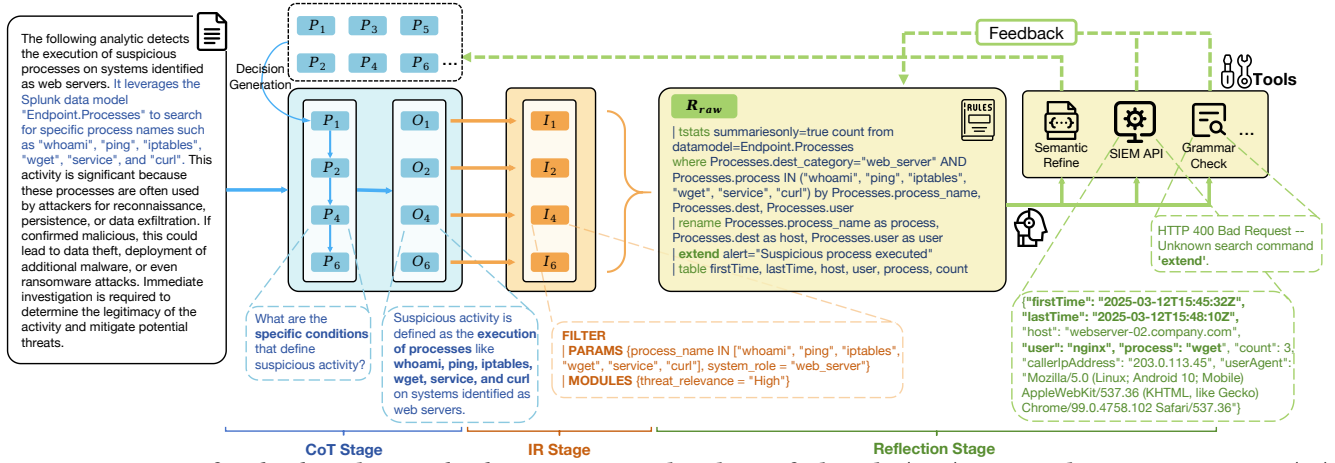 The following analytic detects
the execution of suspicious
processes on systems identified
as web servers. It leverages the
Splunk data model
"Endpoint.Processes" to search
for specific process names such
as "whoami", "ping", "iptables",
"wget", "service", and "curl". This
activity is significant because
these processes are often used
by attackers for reconnaissance,
persistence, or data exfiltration. If
confirmed malicious, this could
lead to data theft, deployment of
additional malware, or even
ransomware attacks. Immediate
investigation is required to
determine the legitimacy of the
activity and mitigate potential
threats.
Decision
Generation
P1 P3 P5
P2 P4 P6 ...
P1 O1 I1
P2 O2 I2
P4 O4 I4
P6 O6 I6
What are the
specific conditions
that define
suspicious activity?
Suspicious activity is
defined as the execution
of processes like
whoami, ping, iptables,
wget, service, and curl
on systems identified as
web servers.
FILTER
| PARAMS {process_name IN ["whoami", "ping", "iptables",
"wget", "service", "curl"], system_role = "web_server"}
| MODULES {threat_relevance = "High"}
Rraw
RULES
| tstats summariesonly=true count from
datamodel=Endpoint.Processes
where Processes.dest_category="web_server" AND
Processes.process IN ("whoami", "ping", "iptables",
"wget", "service", "curl") by Processes.process_name,
Processes.dest, Processes.user
| rename Processes.process_name as process,
Processes.dest as host, Processes.user as user
| extend alert="Suspicious process executed"
| table firstTime, lastTime, host, user, process, count
Feedback
Tools
Semantic
Refine
SIEM API
Grammar
Check
...
HTTP 400 Bad Request --
Unknown search command
'extend'.
{"firstTime": "2025-03-12T15:45:32Z",
"lastTime": "2025-03-12T15:48:10Z",
"host": "webserver-02.company.com",
"user": "nginx", "process": "wget", "count": 3,
"callerIpAddress": "203.0.113.45", "userAgent":
"Mozilla/5.0 (Linux; Android 10; Mobile)
AppleWebKit/537.36 (KHTML, like Gecko)
Chrome/99.0.4758.102 Safari/537.36"}
CoT Stage
IR Stage
Reflection Stage